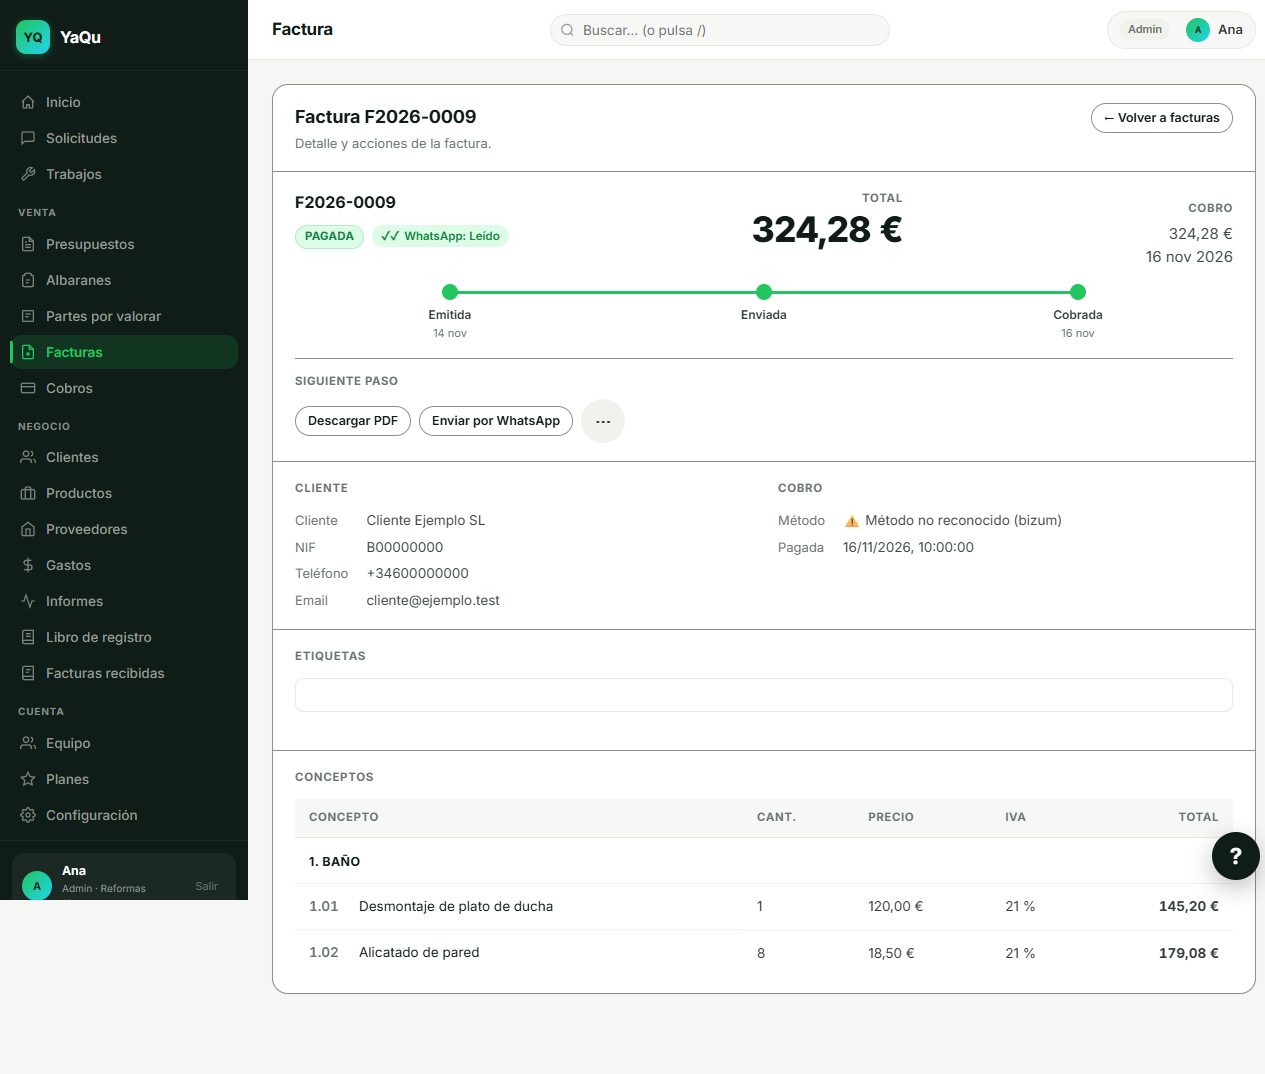 YQ YaQu
Inicio
Solicitudes
Trabajos
VENTA
Presupuestos
Albaranes
Partes por valorar
Facturas
Cobros
NEGOCIO
Clientes
Productos
Proveedores
Gastos
Informes
Libro de registro
Facturas recibidas
CUENTA
Equipo
Planes
Configuración
A Ana
Admin · Reformas
Salir
Factura
Buscar... (o pulsa /)
Admin
A Ana
Factura F2026-0009
Detalle y acciones de la factura.
← Volver a facturas
F2026-0009
PAGADA
✓✓ WhatsApp: Leído
TOTAL
324,28 €
COBRO
324,28 €
16 nov 2026
Emitida
14 nov
Enviada
Cobrada
16 nov
SIGUIENTE PASO
Descargar PDF
Enviar por WhatsApp
...
CLIENTE
Cliente Cliente Ejemplo SL
NIF B00000000
Teléfono +34600000000
Email cliente@ejemplo.test
COBRO
Método ⚠️ Método no reconocido (bizum)
Pagada 16/11/2026, 10:00:00
ETIQUETAS
CONCEPTOS
CONCEPTO CANT. PRECIO IVA TOTAL
1. BAÑO
1.01 Desmontaje de plato de ducha 1 120,00 € 21 % 145,20 €
1.02 Alicatado de pared 8 18,50 € 21 % 179,08 €
?